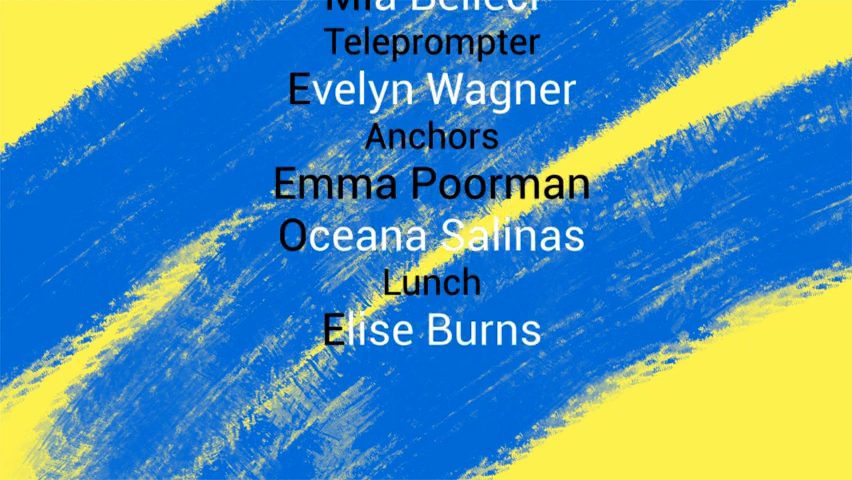 Teleprompter
Evelyn Wagner
Anchors
Emma Poorman
Oceana Salinas
Lunch
Elise Burns